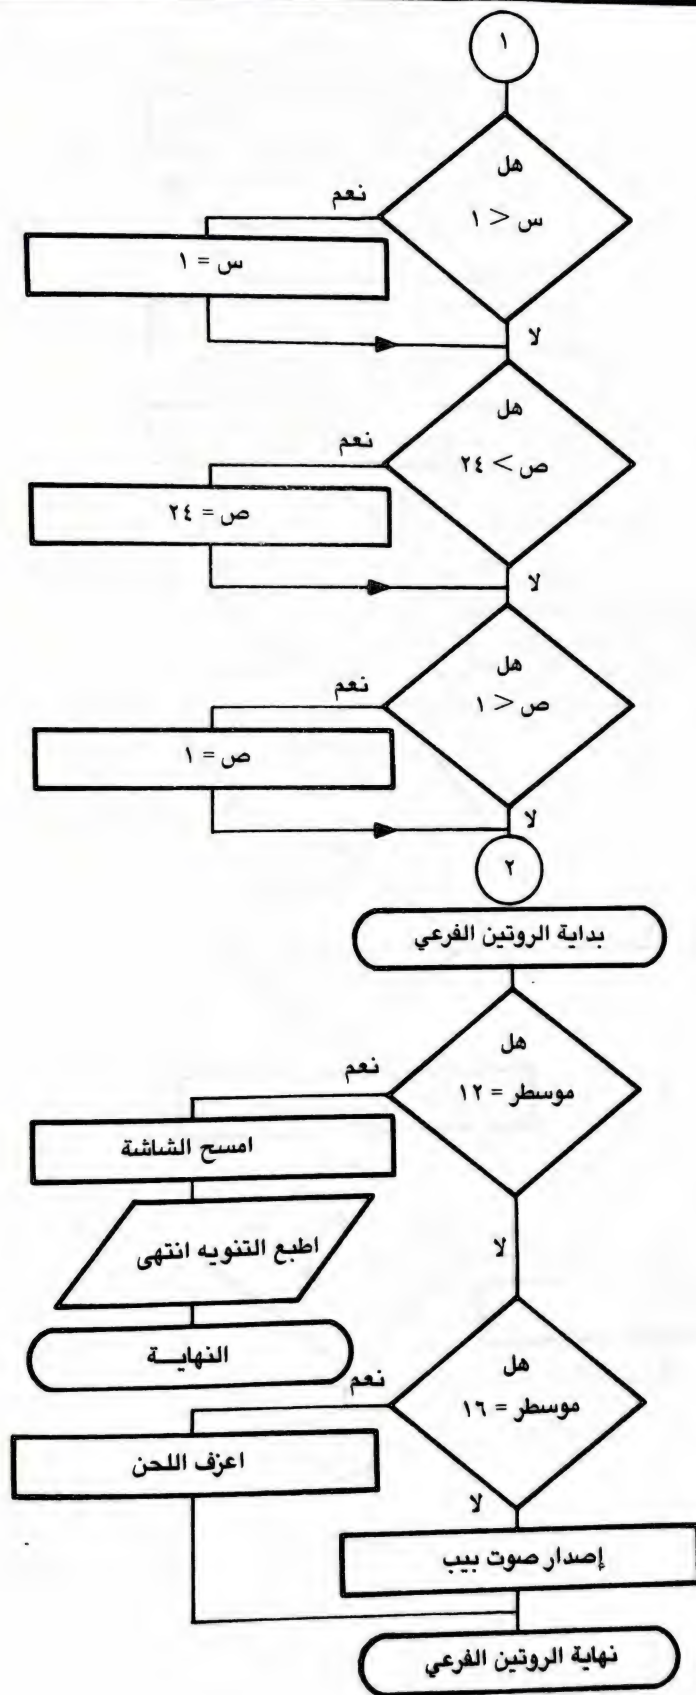 ١
هل
س < ١
نعم
س = ١
لا
هل
ص > ٢٤
نعم
ص = ٢٤
لا
هل
ص < ١
نعم
ص = ١
لا
٢
بداية الروتين الفرعي
هل
موسطر = ١٢
نعم
امسح الشاشة
اطبع التنويه انتهى
النهايــة
لا
هل
موسطر = ١٦
نعم
اعزف اللحن
لا
إصدار صوت بيب
نهاية الروتين الفرعي